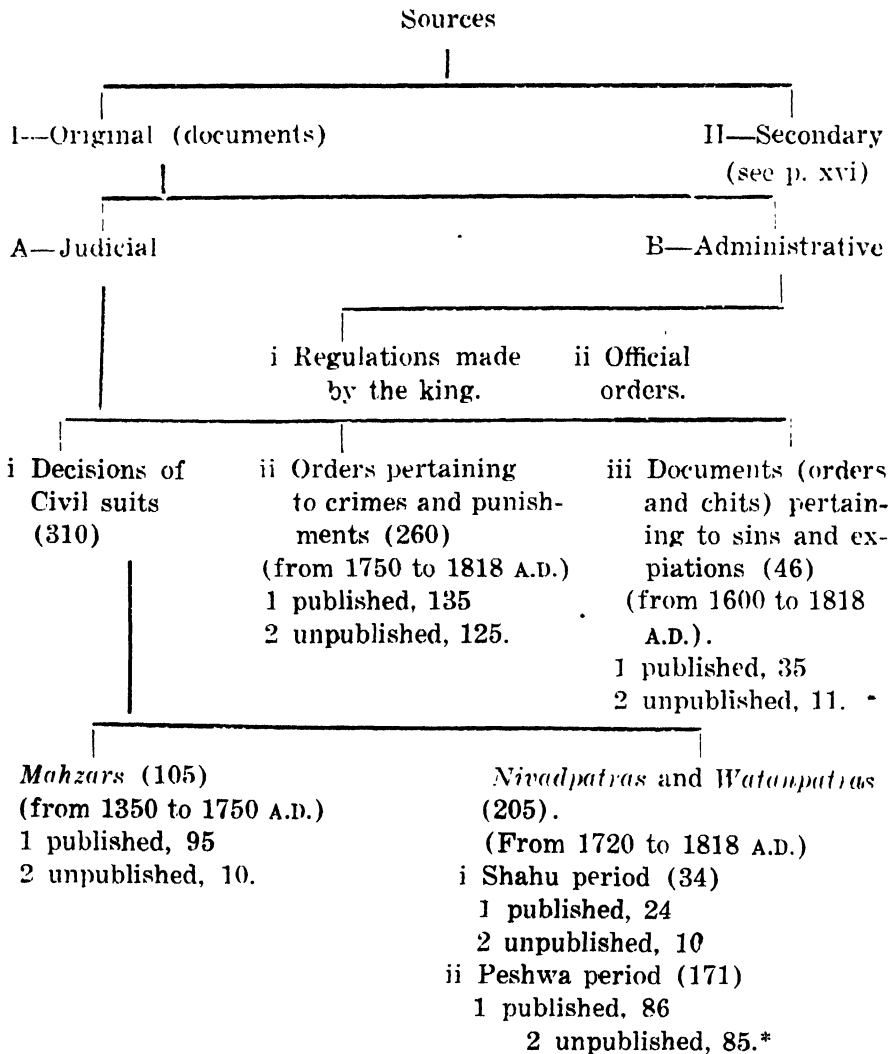 Sources
I—Original (documents)
II—Secondary
(see p. xvi)
A—Judicial
B—Administrative
i Regulations made
by the king.
ii Official
orders.
i Decisions of
Civil suits
(310)
ii Orders pertaining
to crimes and punish-
ments (260)
(from 1750 to 1818 A.D.)
1 published, 135
2 unpublished, 125.
iii Documents (orders
and chits) pertain-
ing to sins and ex-
piations (46)
(from 1600 to 1818
A.D.).
1 published, 35
2 unpublished, 11.
Mahzars (105)
(from 1350 to 1750 A.D.)
1 published, 95
2 unpublished, 10.
Nivadpatras and Watanpatras
(205).
(From 1720 to 1818 A.D.)
i Shahu period (34)
1 published, 24
2 unpublished, 10
ii Peshwa period (171)
1 published, 86
2 unpublished, 85.*